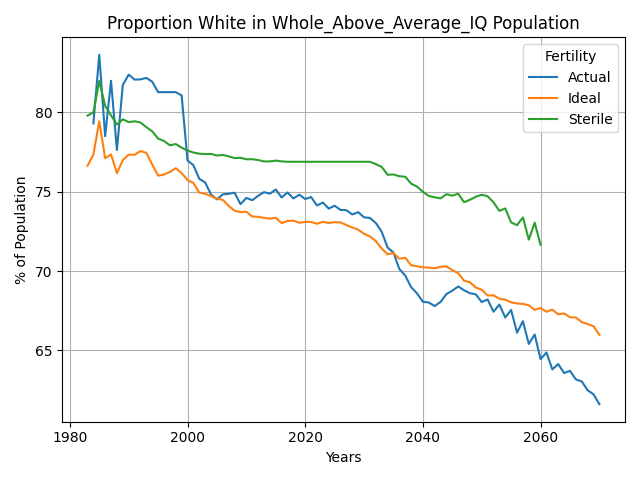 Proportion White in Whole_Above_Average_IQ Population
Fertility
Actual
Ideal
Sterile
% of Population
80
75
70
65
1980
2000
2020
2040
2060
Years